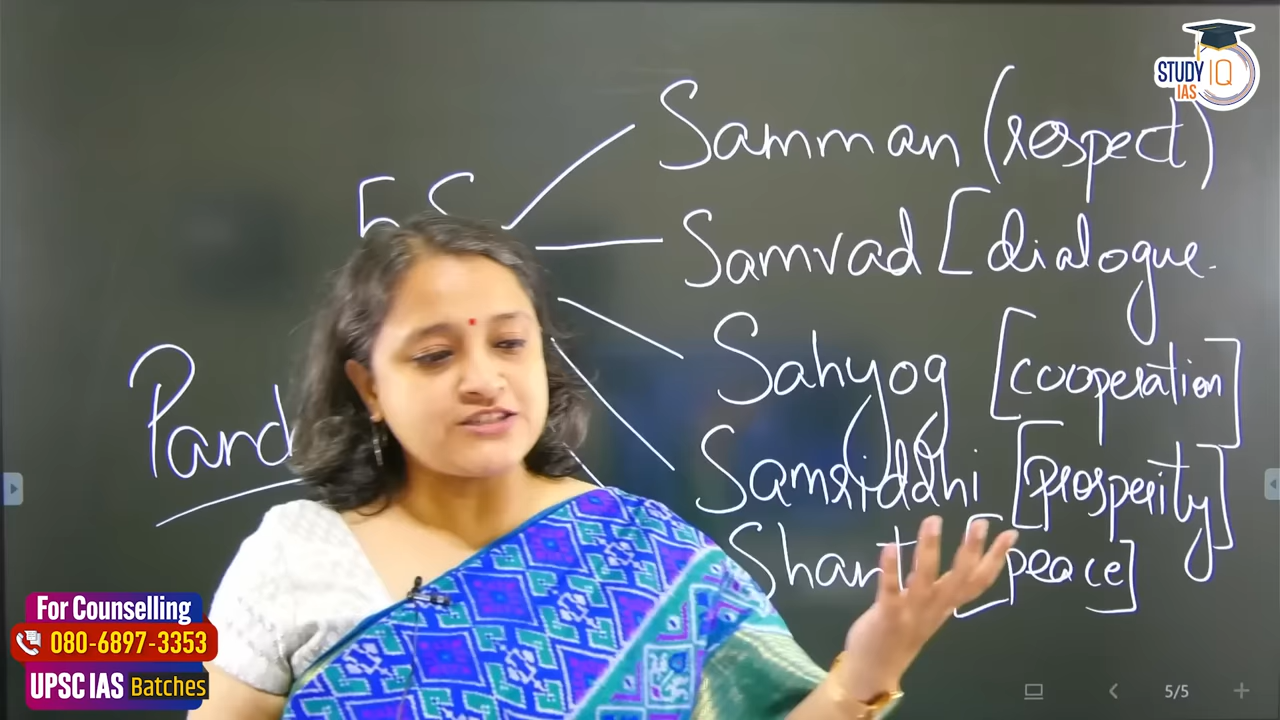 STUDY IQ
IAS
Samman (respect)
5S
Samvad [dialogue.
Sahyog [cooperation]
Samriddhi [prosperity]
Shant [peace]
For Counselling
080-6897-3353
UPSC IAS Batches
5/5